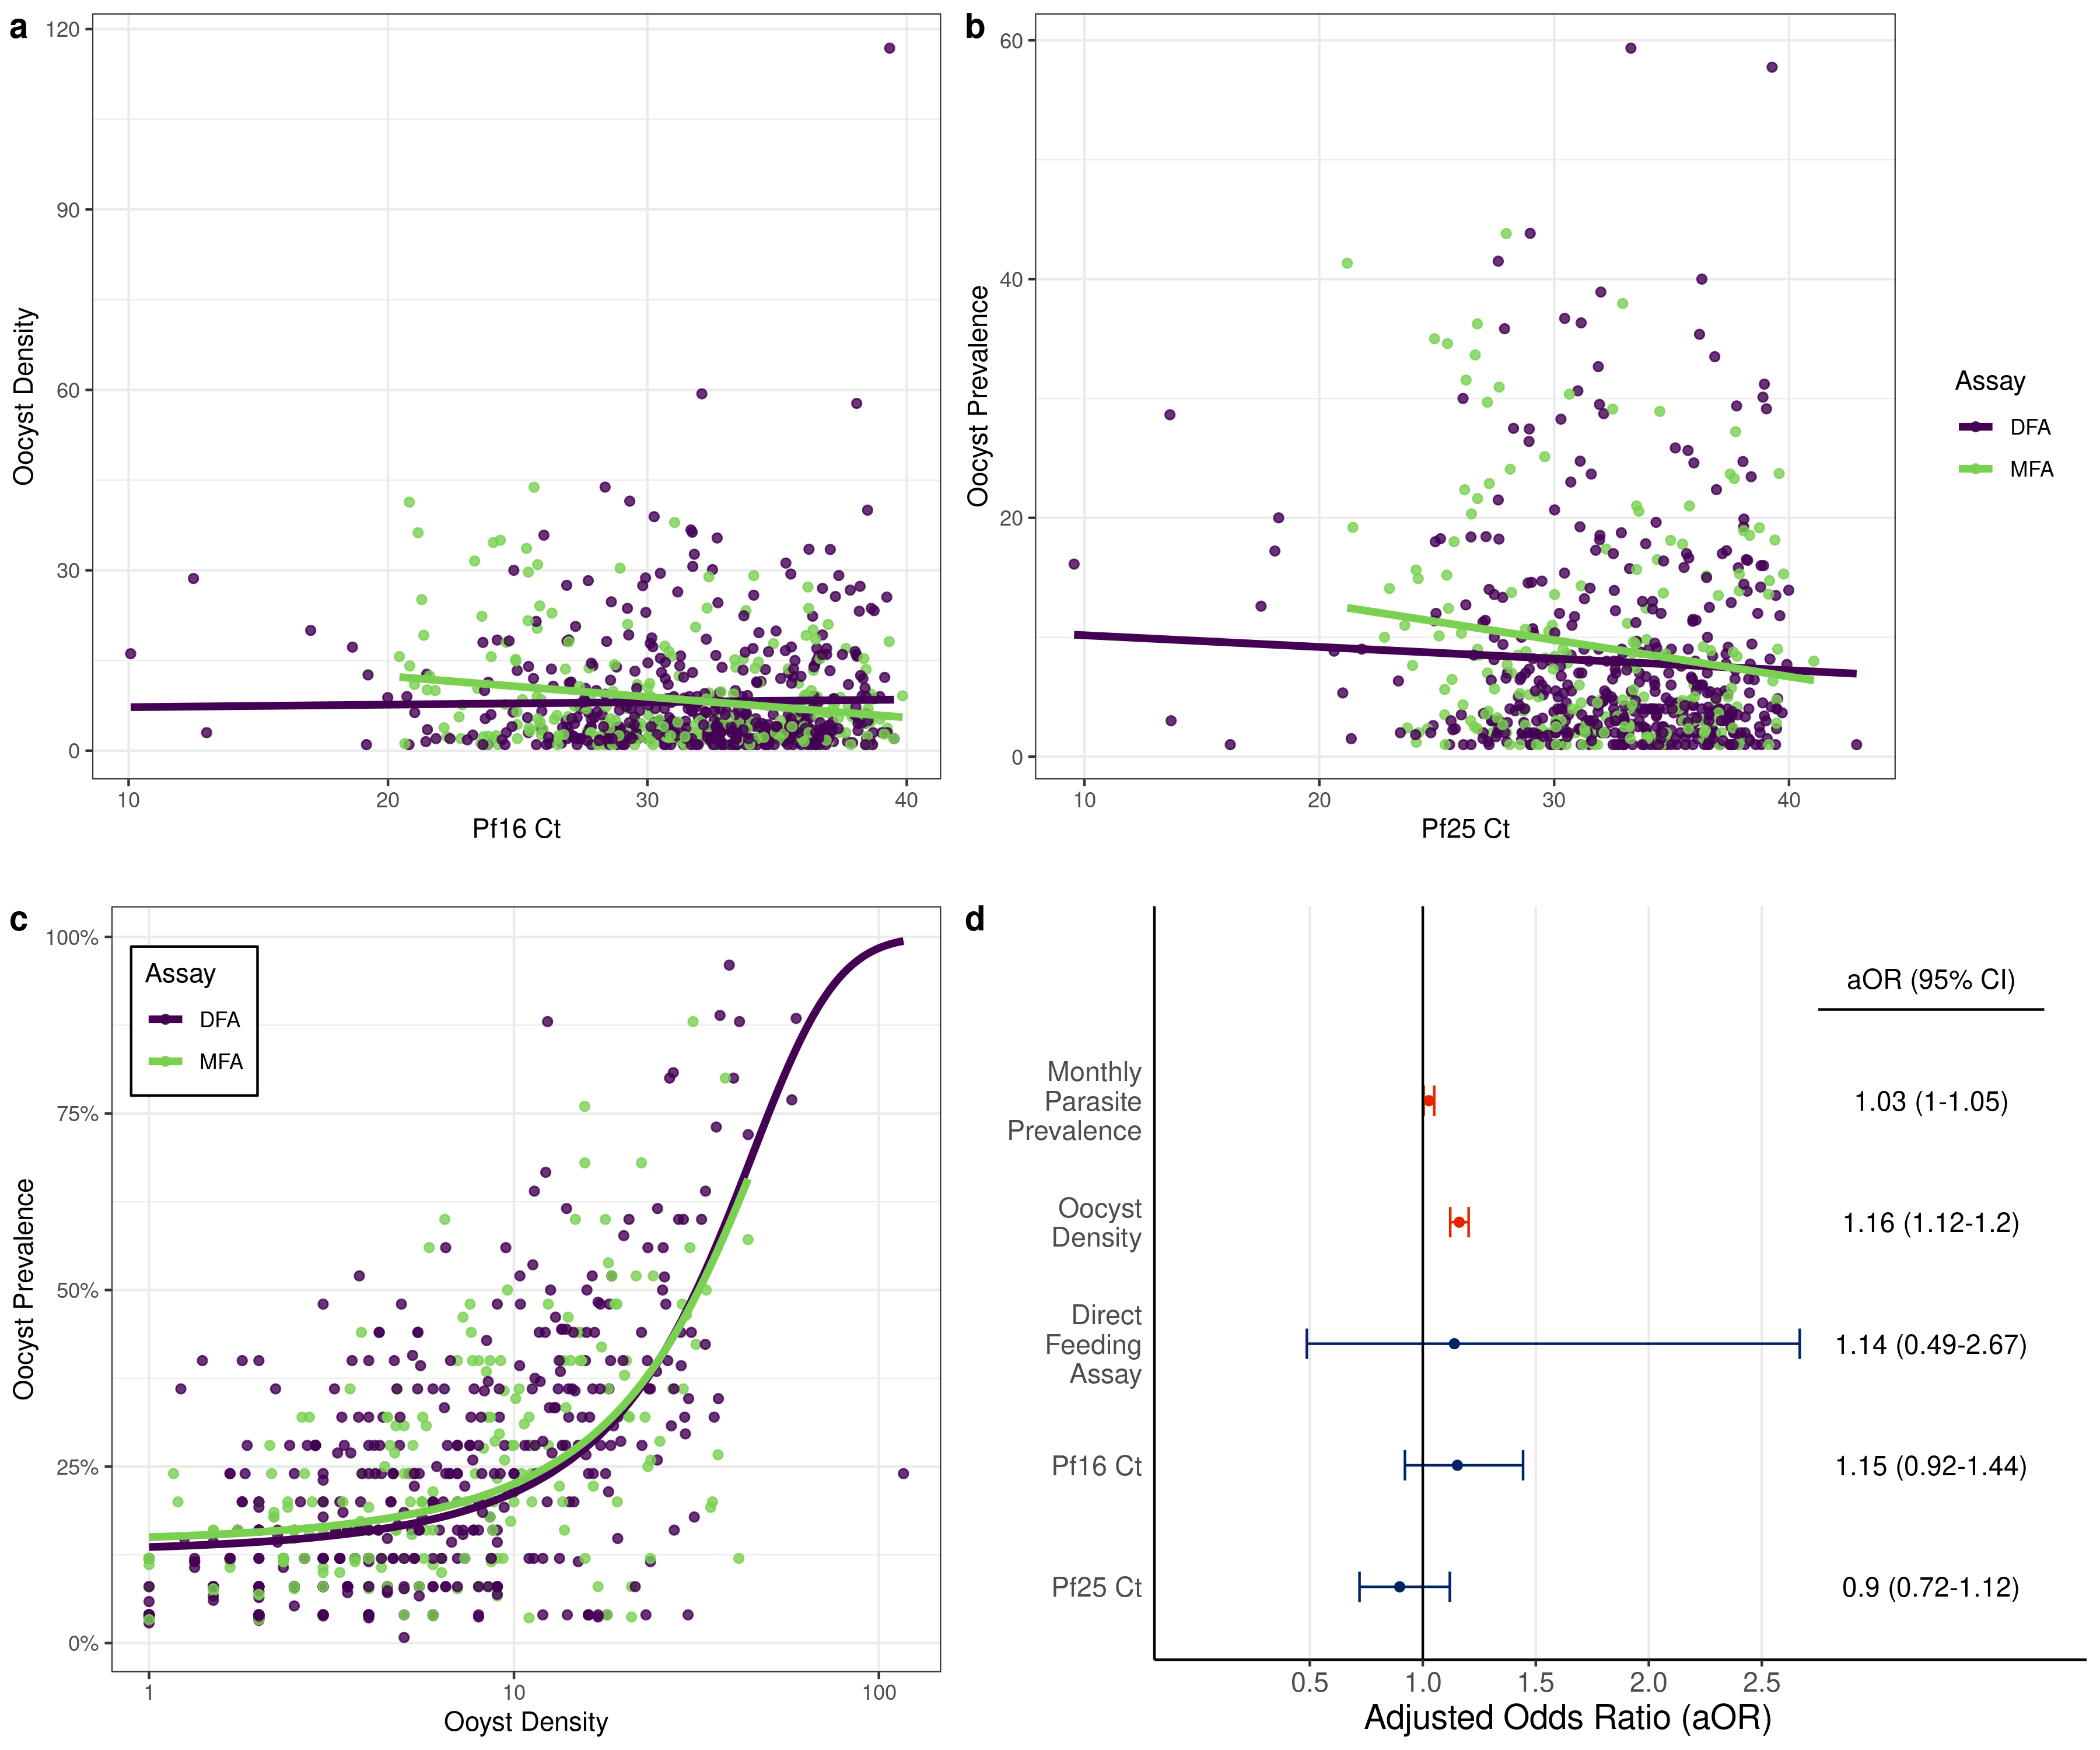 a
120
90
60
30
0
Oocyst Density
10 20 30 40
Pf16 Ct
b
60
40
20
0
Oocyst Prevalence
10 20 30 40
Pf25 Ct
Assay
DFA
MFA
c
100%
75%
50%
25%
0%
Oocyst Prevalence
Assay
DFA
MFA
1 10 100
Ooyst Density
d
aOR (95% CI)
Monthly
Parasite
Prevalence
1.03 (1-1.05)
Oocyst
Density
1.16 (1.12-1.2)
Direct
Feeding
Assay
1.14 (0.49-2.67)
Pf16 Ct
1.15 (0.92-1.44)
Pf25 Ct
0.9 (0.72-1.12)
0.5 1.0 1.5 2.0 2.5
Adjusted Odds Ratio (aOR)